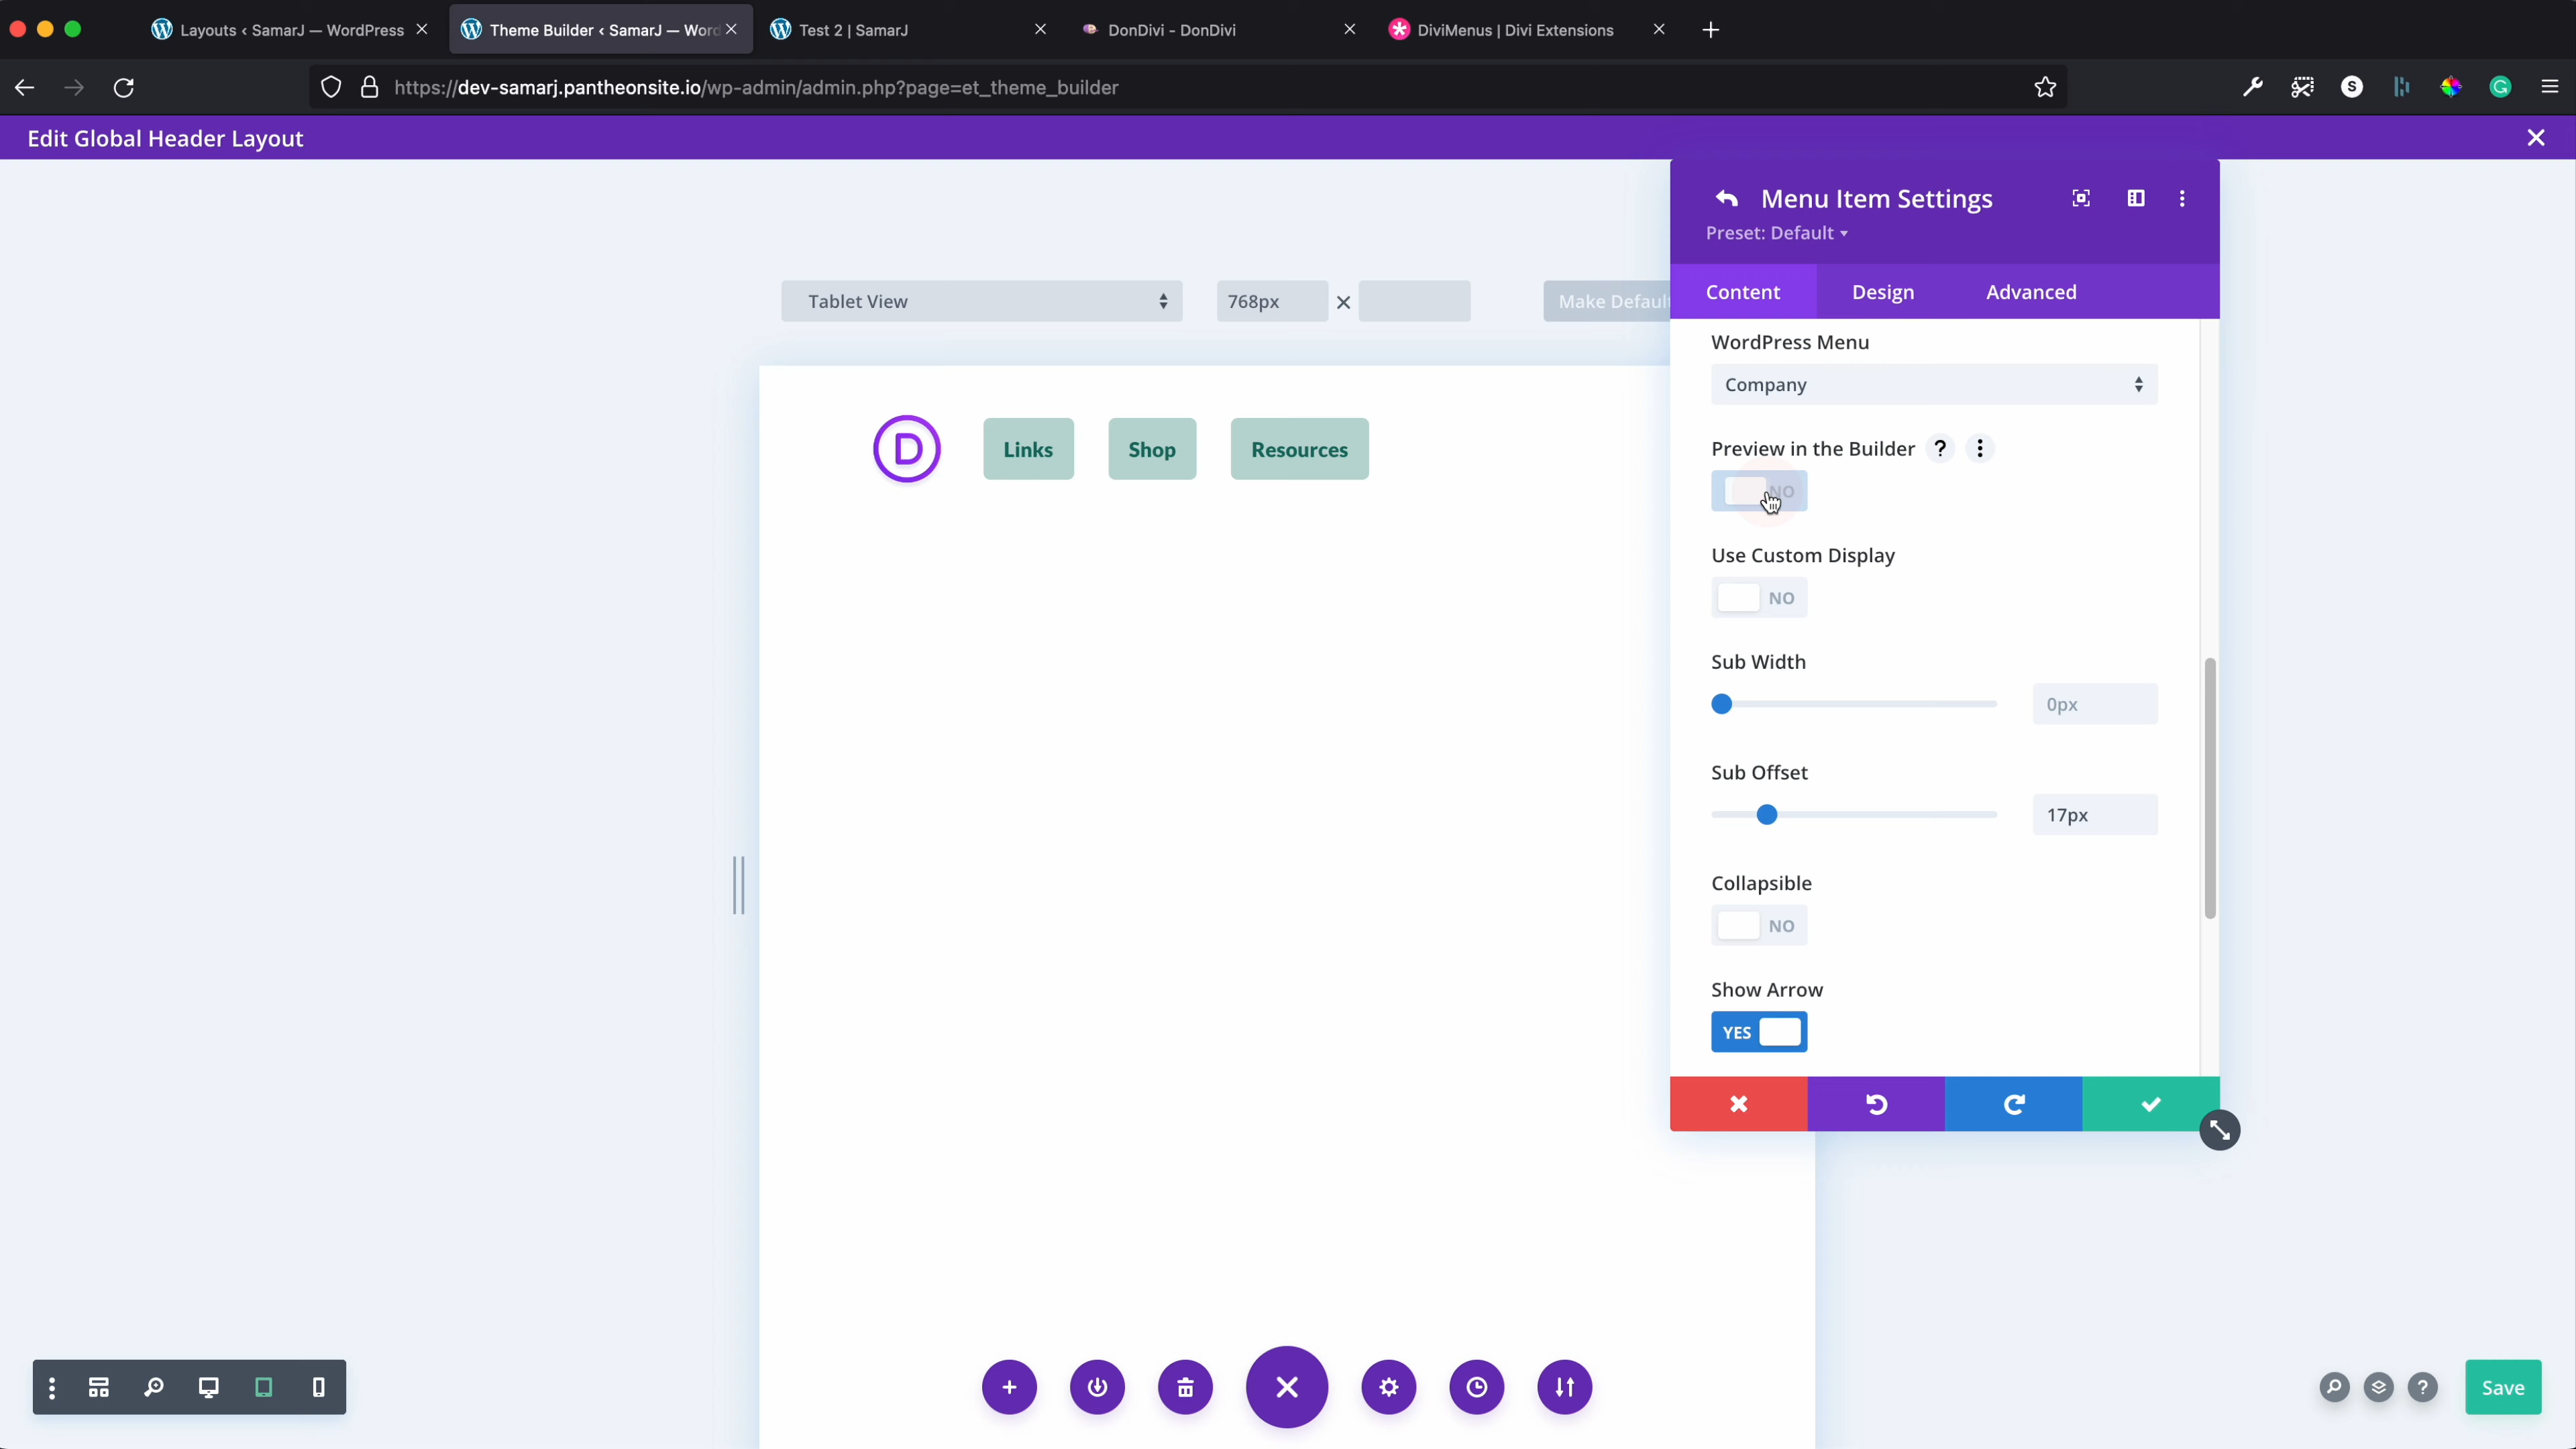 Layouts ‹ SamarJ — WordPress
Theme Builder ‹ SamarJ — Word
Test 2 | SamarJ
DonDivi - DonDivi
DiviMenus | Divi Extensions
https://dev-samarj.pantheonsite.io/wp-admin/admin.php?page=et_theme_builder
S
G
Edit Global Header Layout
Menu Item Settings
Preset: Default
Content
Design
Advanced
Tablet View
768px
Make Default
D
Links
Shop
Resources
WordPress Menu
Company
Preview in the Builder ?
NO
Use Custom Display
NO
Sub Width
0px
Sub Offset
17px
Collapsible
NO
Show Arrow
YES
?
Save